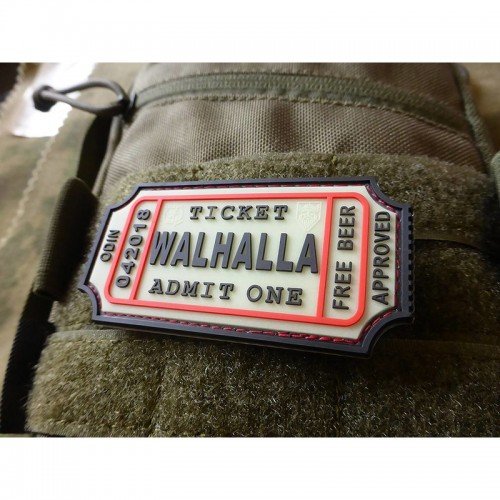 ODIN
042018
TICKET
WALHALLA
ADMIT ONE
FREE BEER
APPROVED